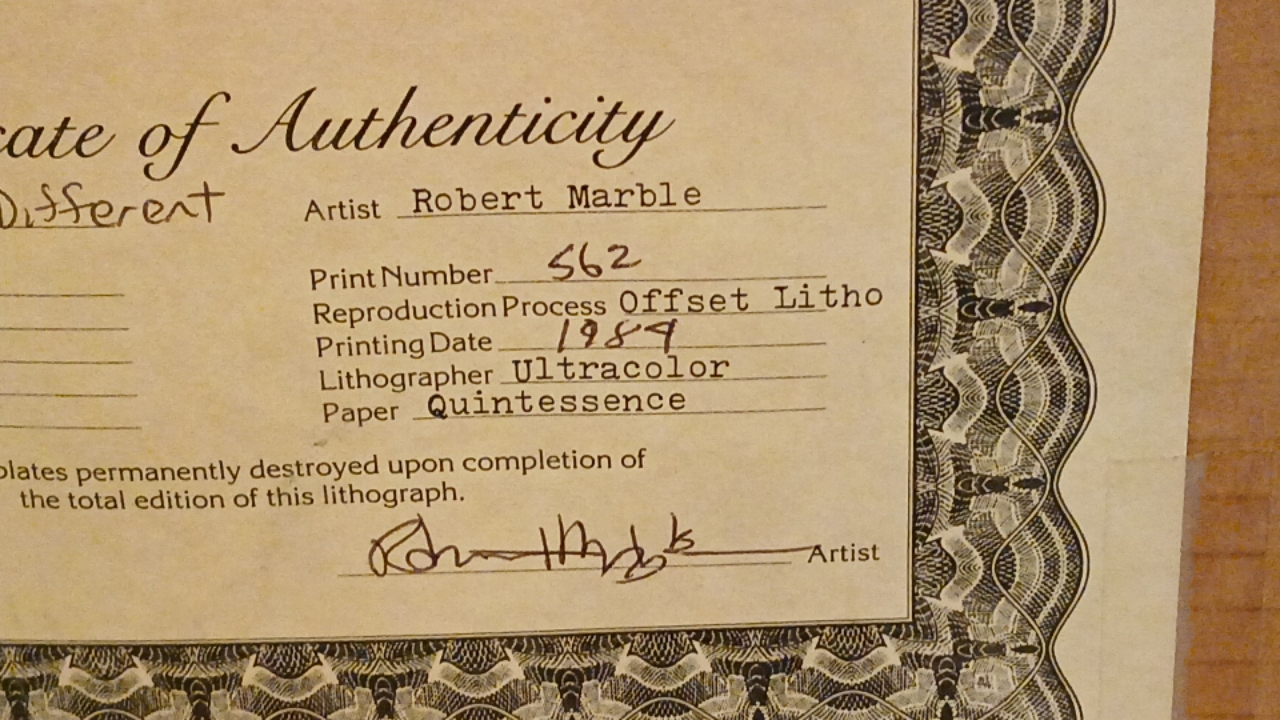 cate of Authenticity
Different Artist Robert Marble
Print Number 562
Reproduction Process Offset Litho
Printing Date 1989
Lithographer Ultracolor
Paper Quintessence
plates permanently destroyed upon completion of
the total edition of this lithograph.
Artist